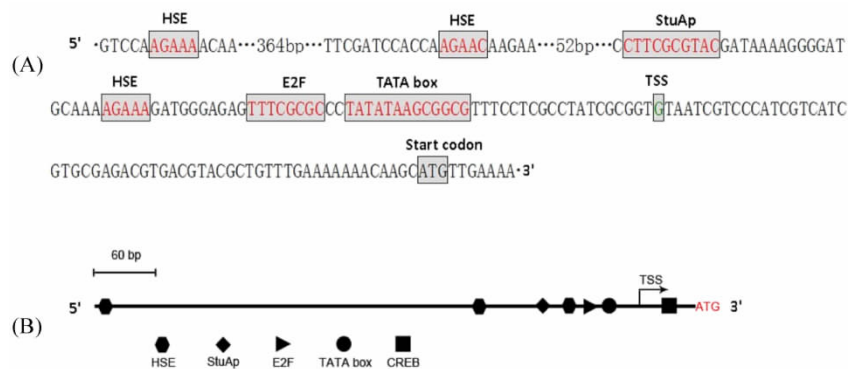 HSE HSE StuAp
(A) 5' ·GTCCAAGAAAACAA···364bp···TTCGATCCACCAAGAACAAGAA···52bp···CCTTCGCGTACGATAAAAGGGGAT
HSE E2F TATA box TSS
GCAAAAGAAAGATGGGAGAGTTTCGCGCCCTATATAAGCGGCGTTTCCTCGCCTATCGCGGTGTAATCGTCCCATCGTCATC
Start codon
GTGCGAGACGTGACGTACGCTGTTTGAAAAAAAACAAGCATGTTGAAAA·3'
60 bp
TSS
(B) 5' ATG 3'
HSE StuAp E2F TATA box CREB